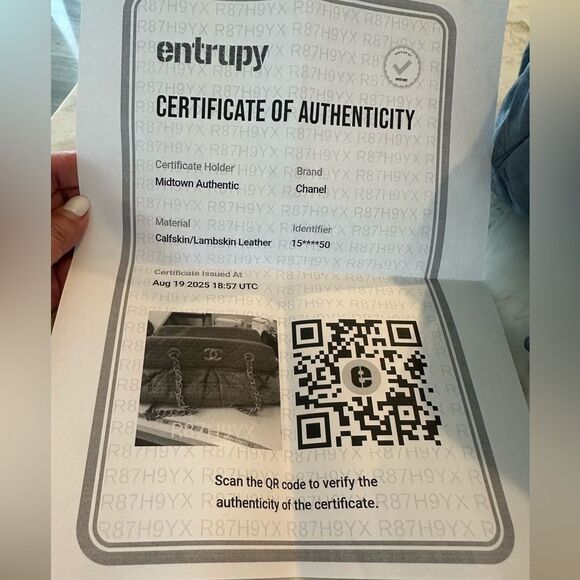 entrupy
CERTIFICATE OF AUTHENTICITY
Certificate Holder Brand
Midtown Authentic Chanel
Material Identifier
Calfskin/Lambskin Leather 15****50
Certificate Issued At
Aug 19 2025 18:57 UTC
R87H9YX
Scan the QR code to verify the
authenticity of the certificate.